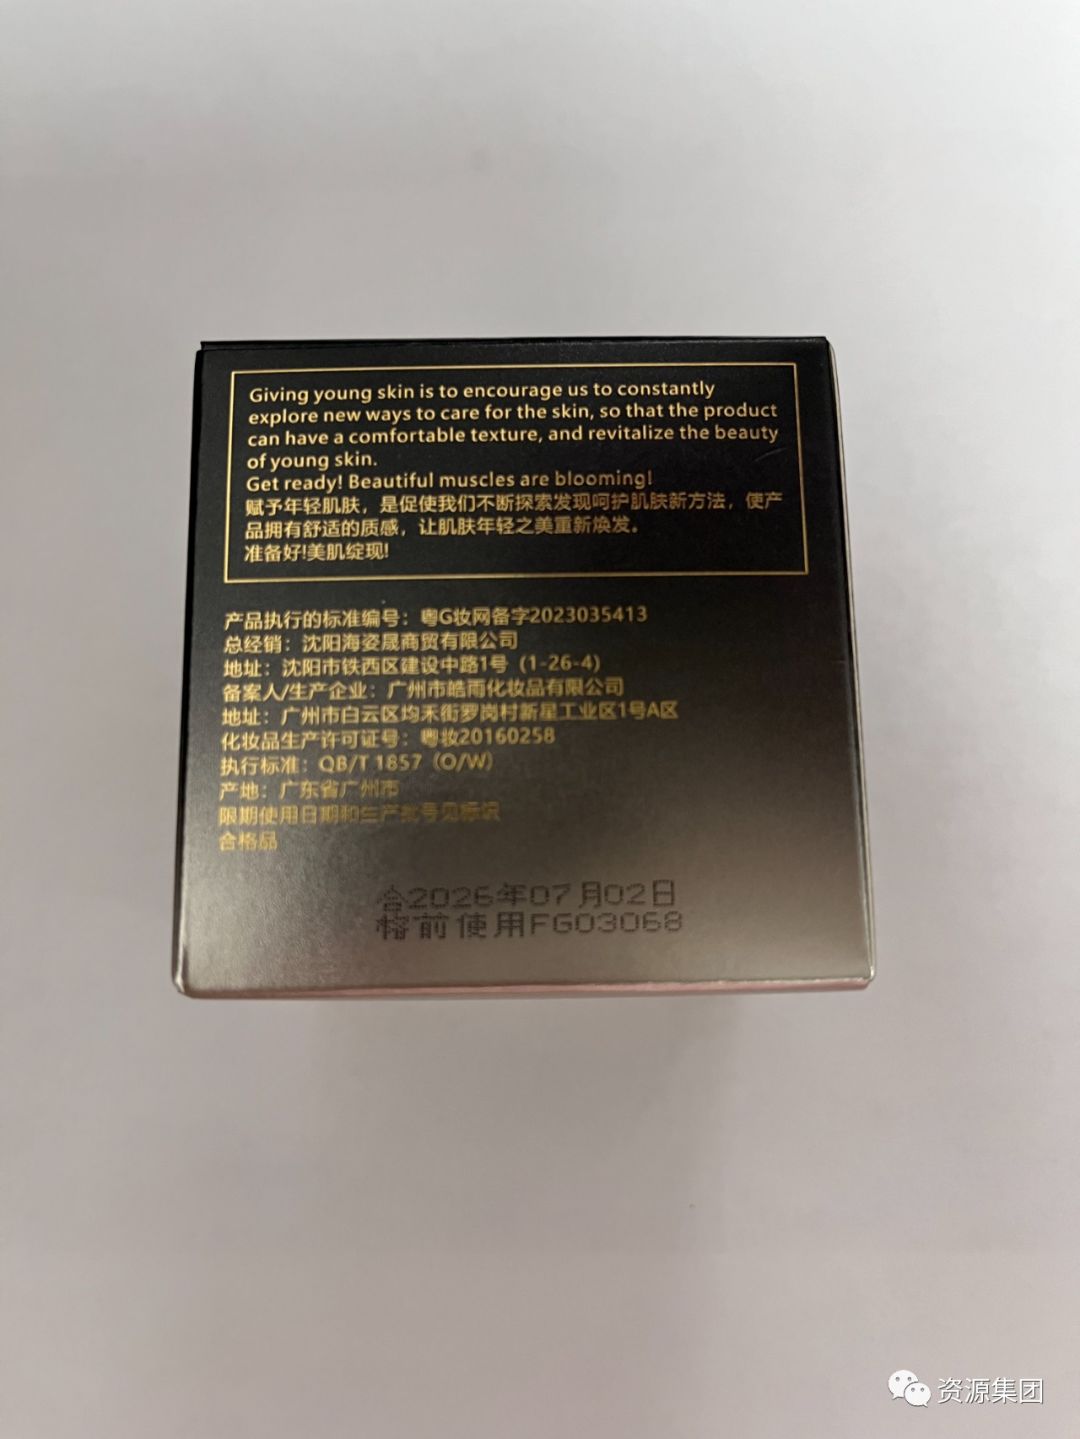 Giving young skin is to encourage us to constantly
explore new ways to care for the skin, so that the product
can have a comfortable texture, and revitalize the beauty
of young skin.
Get ready! Beautiful muscles are blooming!
赋予年轻肌肤，是促使我们不断探索发现呵护肌肤新方法，使产
品拥有舒适的质感，让肌肤年轻之美重新焕发。
准备好!美肌绽现!
产品执行的标准编号：粤G妆网备字2023035413
总经销：沈阳海姿晟商贸有限公司
地址：沈阳市铁西区建设中路1号（1-26-4）
备案人/生产企业：广州市皓雨化妆品有限公司
地址：广州市白云区均禾街罗岗村新星工业区1号A区
化妆品生产许可证号：粤妆20160258
执行标准：QB/T 1857（O/W）
产地：广东省广州市
限期使用日期和生产批号见标识
合格品
合2026年07月02日
格前使用FG03068
资源集团